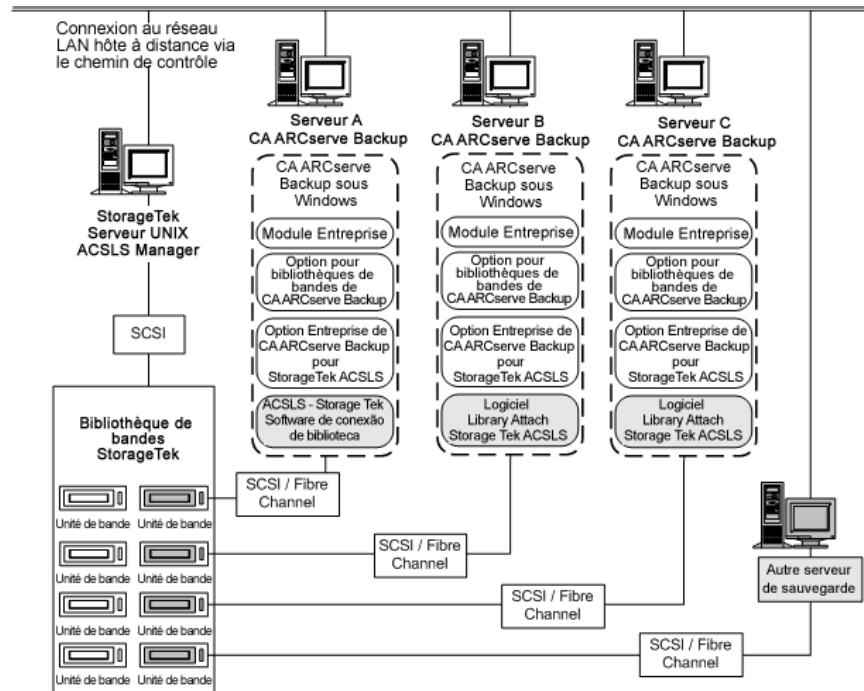 Connexion au réseau
LAN hôte à distance via
le chemin de contrôle
StorageTek
Serveur UNIX
ACSLS Manager
SCSI
Serveur A
CA ARCserve Backup
CA ARCserve
Backup sous
Windows
Module Entreprise
Option pour
bibliothèques de
bandes de
CA ARCserve Backup
Option Entreprise de
CA ARCserve Backup
pour
StorageTek ACSLS
ACSLS - Storage Tek
Software de conexão
de biblioteca
Serveur B
CA ARCserve Backup
CA ARCserve
Backup sous
Windows
Module Entreprise
Option pour
bibliothèques de
bandes de
CA ARCserve Backup
Option Entreprise de
CA ARCserve Backup
pour
StorageTek ACSLS
Logiciel
Library Attach
Storage Tek ACSLS
Serveur C
CA ARCserve Backup
CA ARCserve
Backup sous
Windows
Module Entreprise
Option pour
bibliothèques de
bandes de
CA ARCserve Backup
Option Entreprise de
CA ARCserve Backup
pour
StorageTek ACSLS
Logiciel
Library Attach
Storage Tek ACSLS
Autre serveur
de sauvegarde
Bibliothèque de
bandes
StorageTek
Unité de bande Unité de bande
Unité de bande Unité de bande
Unité de bande Unité de bande
Unité de bande Unité de bande
SCSI / Fibre
Channel
SCSI / Fibre
Channel
SCSI / Fibre
Channel
SCSI / Fibre
Channel